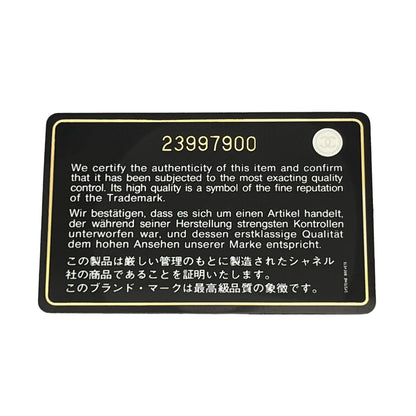 23997900
We certify the authenticity of this item and confirm
that it has been subjected to the most exacting quality
control. Its high quality is a symbol of the fine reputation
of the Trademark.
Wir bestätigen, dass es sich um einen Artikel handelt,
der während seiner Herstellung strengsten Kontrollen
unterworfen war, und dessen erstklassige Qualität
dem hohen Ansehen unserer Marke entspricht.
この製品は厳しい管理のもとに製造されたシャネル
社の商品であることを証明いたします。
このブランド・マークは最高級品質の象徴です。